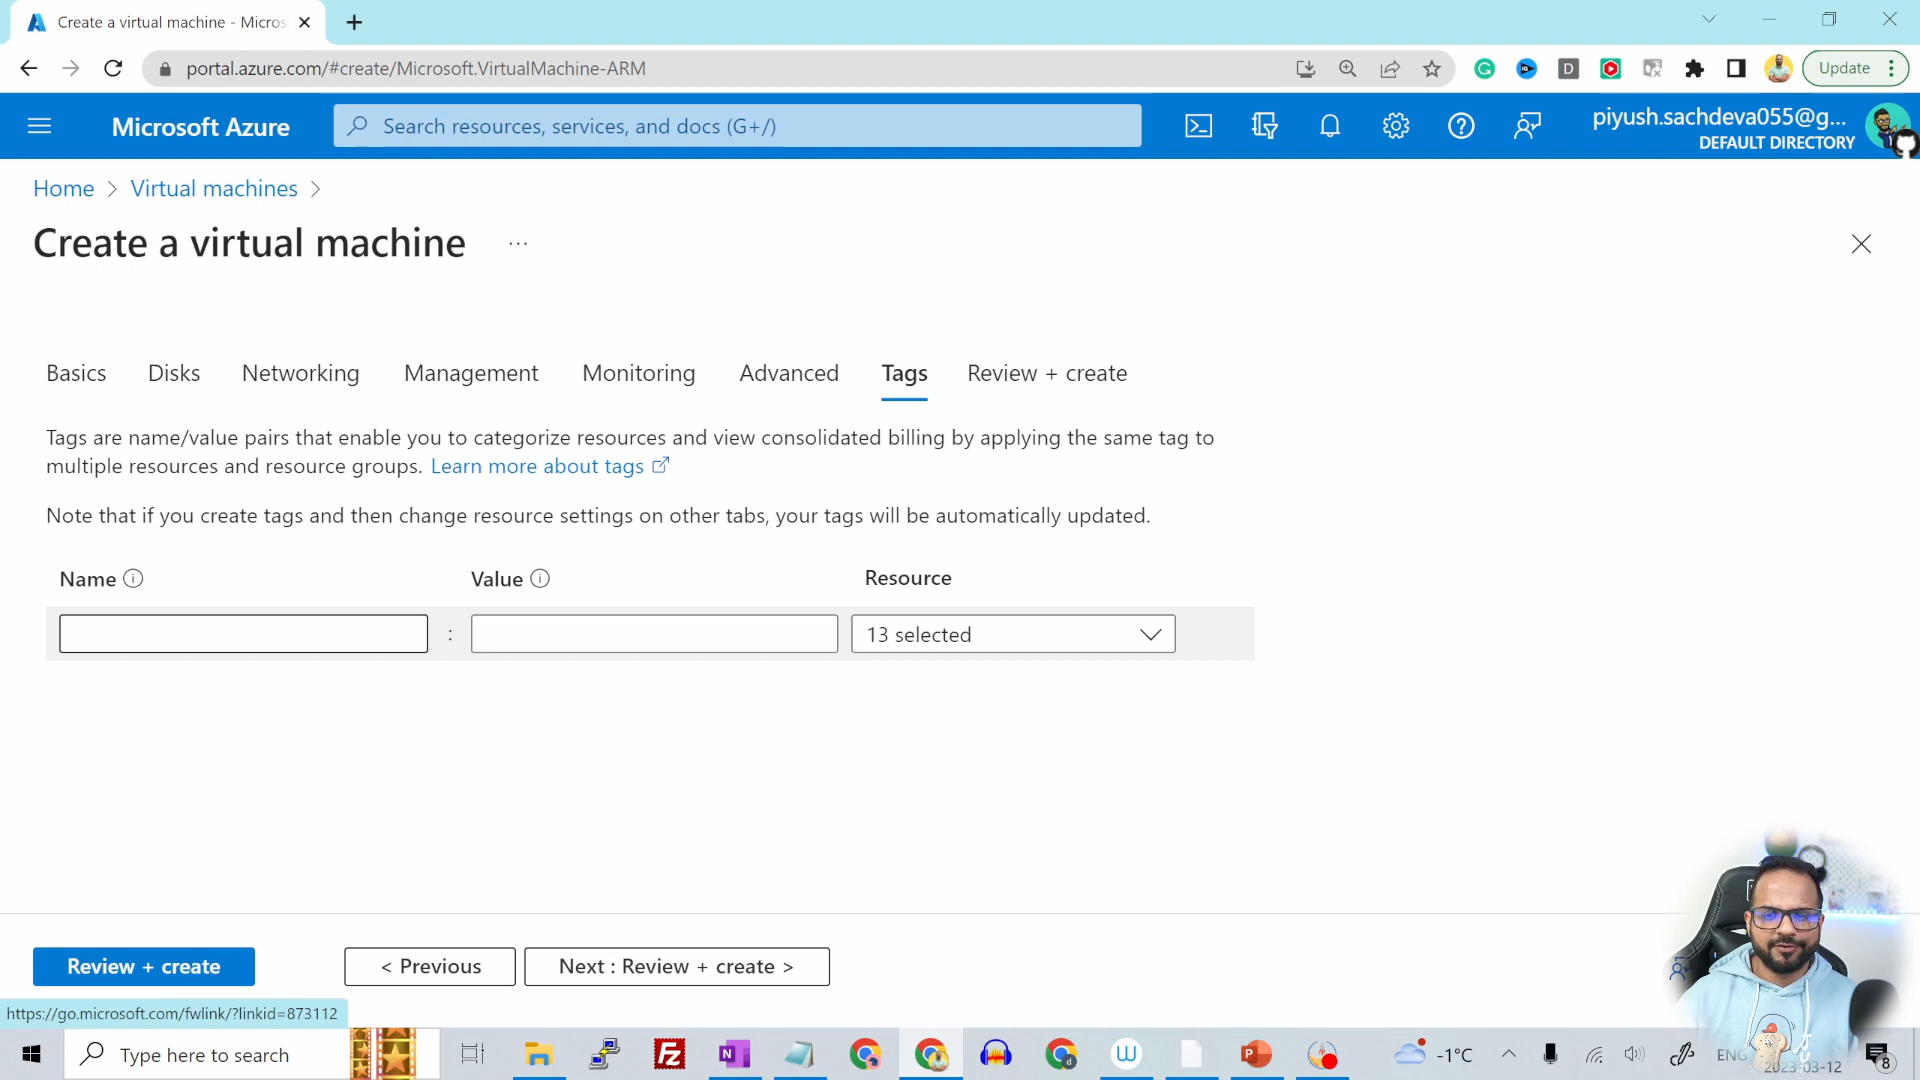 Create a virtual machine - Micros
portal.azure.com/#create/Microsoft.VirtualMachine-ARM
Update
Microsoft Azure
Search resources, services, and docs (G+/)
piyush.sachdeva055@g...
DEFAULT DIRECTORY
Home > Virtual machines >
Create a virtual machine ...
Basics Disks Networking Management Monitoring Advanced Tags Review + create
Tags are name/value pairs that enable you to categorize resources and view consolidated billing by applying the same tag to
multiple resources and resource groups. Learn more about tags
Note that if you create tags and then change resource settings on other tabs, your tags will be automatically updated.
Name Value Resource
: 13 selected
Review + create < Previous Next : Review + create >
https://go.microsoft.com/fwlink/?linkid=873112
Type here to search
-1°C
ENG
2023-03-12
8